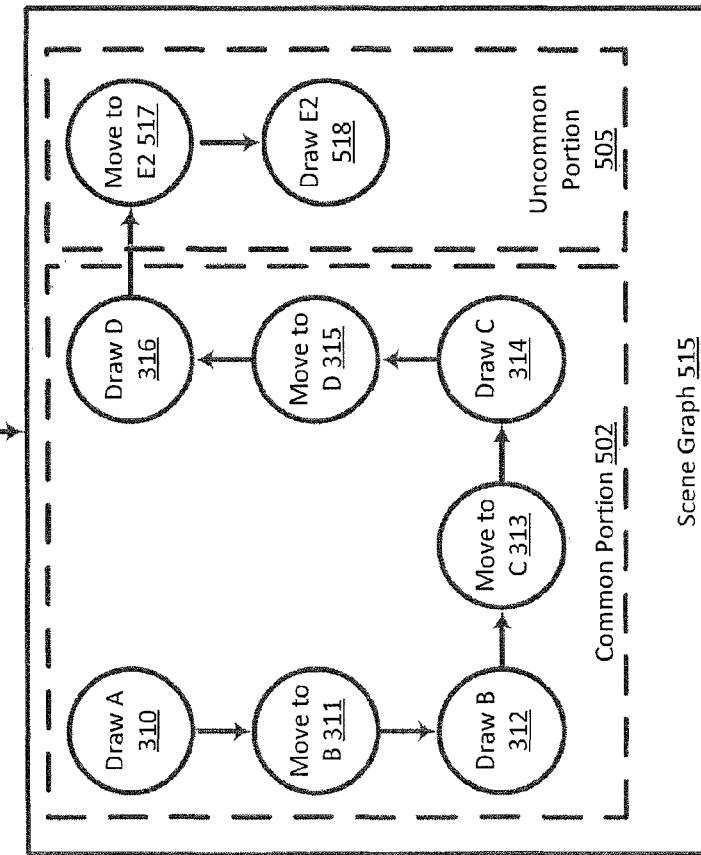 Draw A
310
Move to
B 311
Draw B
312
Move to
C 313
Draw C
314
Move to
D 315
Draw D
316
Common Portion 502
Move to
E2 517
Draw E2
518
Uncommon
Portion
505
Scene Graph 515